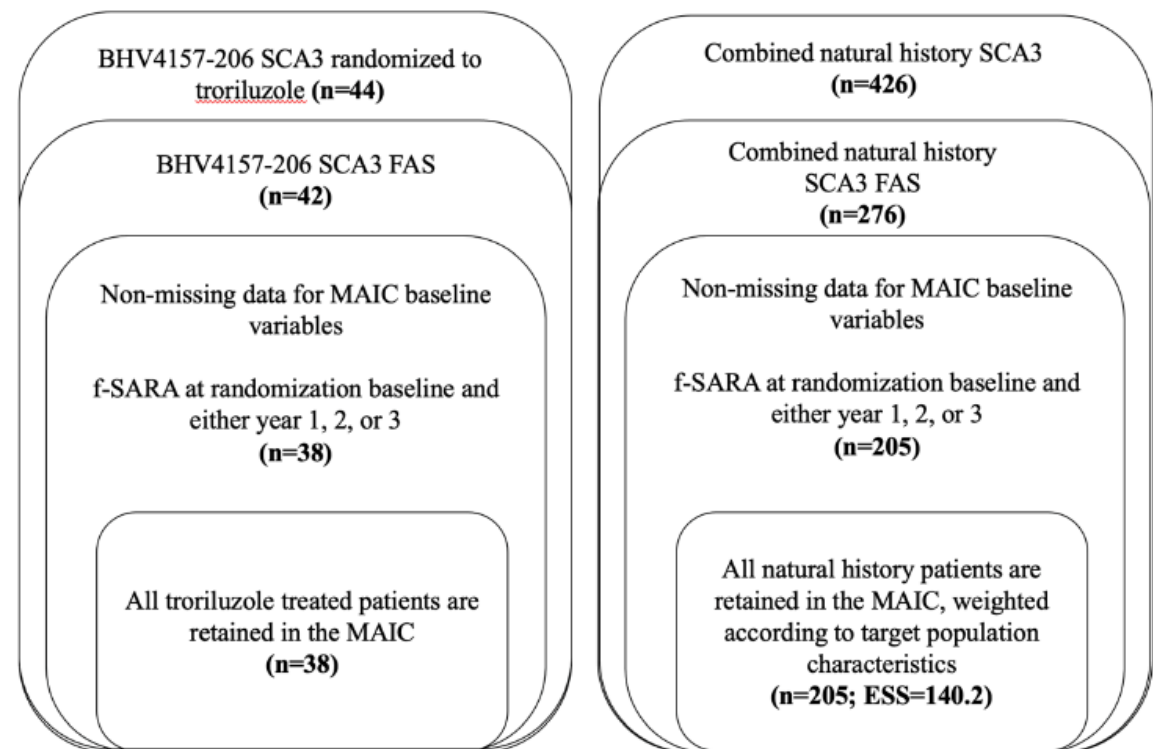 BHV4157-206 SCA3 randomized to
troriluzole (n=44)
BHV4157-206 SCA3 FAS
(n=42)
Non-missing data for MAIC baseline
variables
f-SARA at randomization baseline and
either year 1, 2, or 3
(n=38)
All troriluzole treated patients are
retained in the MAIC
(n=38)
Combined natural history SCA3
(n=426)
Combined natural history
SCA3 FAS
(n=276)
Non-missing data for MAIC baseline
variables
f-SARA at randomization baseline and
either year 1, 2, or 3
(n=205)
All natural history patients are
retained in the MAIC, weighted
according to target population
characteristics
(n=205; ESS=140.2)